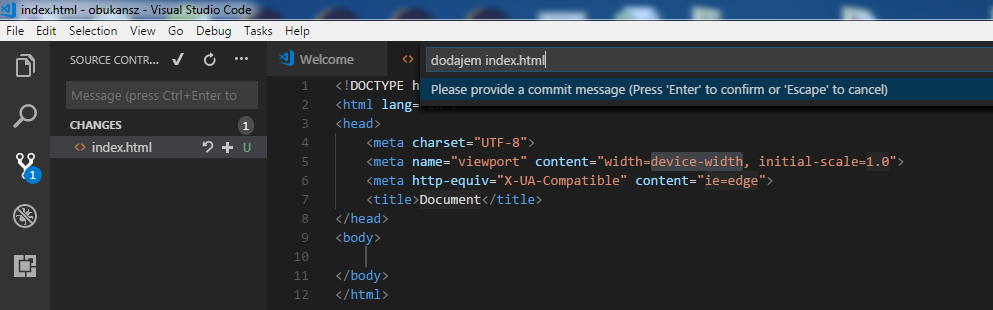 index.html - obukansz - Visual Studio Code
File Edit Selection View Go Debug Tasks Help
SOURCE CONTR... ...
Message (press Ctrl+Enter to
CHANGES 1
<> index.html U
1
Welcome <>
dodajem index.html
Please provide a commit message (Press 'Enter' to confirm or 'Escape' to cancel)
1 <!DOCTYPE h
2 <html lang=
3 <head>
4 <meta charset="UTF-8">
5 <meta name="viewport" content="width=device-width, initial-scale=1.0">
6 <meta http-equiv="X-UA-Compatible" content="ie=edge">
7 <title>Document</title>
8 </head>
9 <body>
10
11 </body>
12 </html>